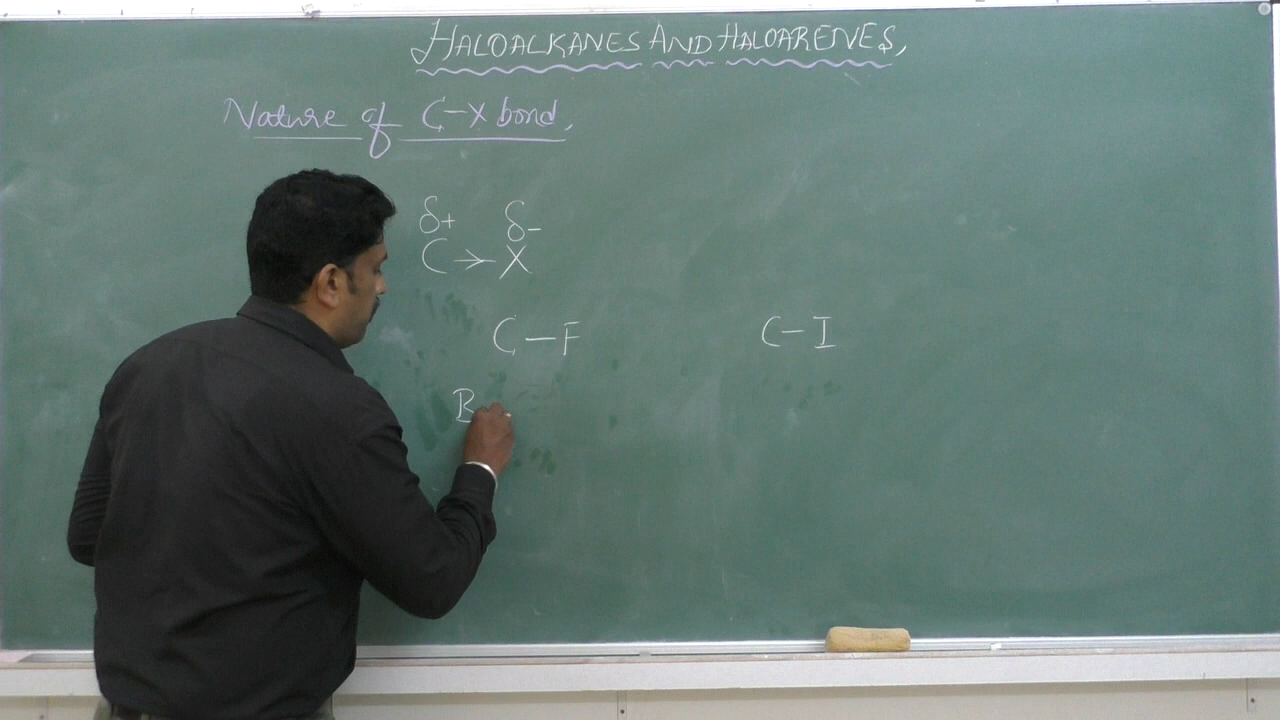 HALOALKANES AND HALOARENES,
Nature of C-X bond,
δ+ δ-
C → X
C - F C - I
B